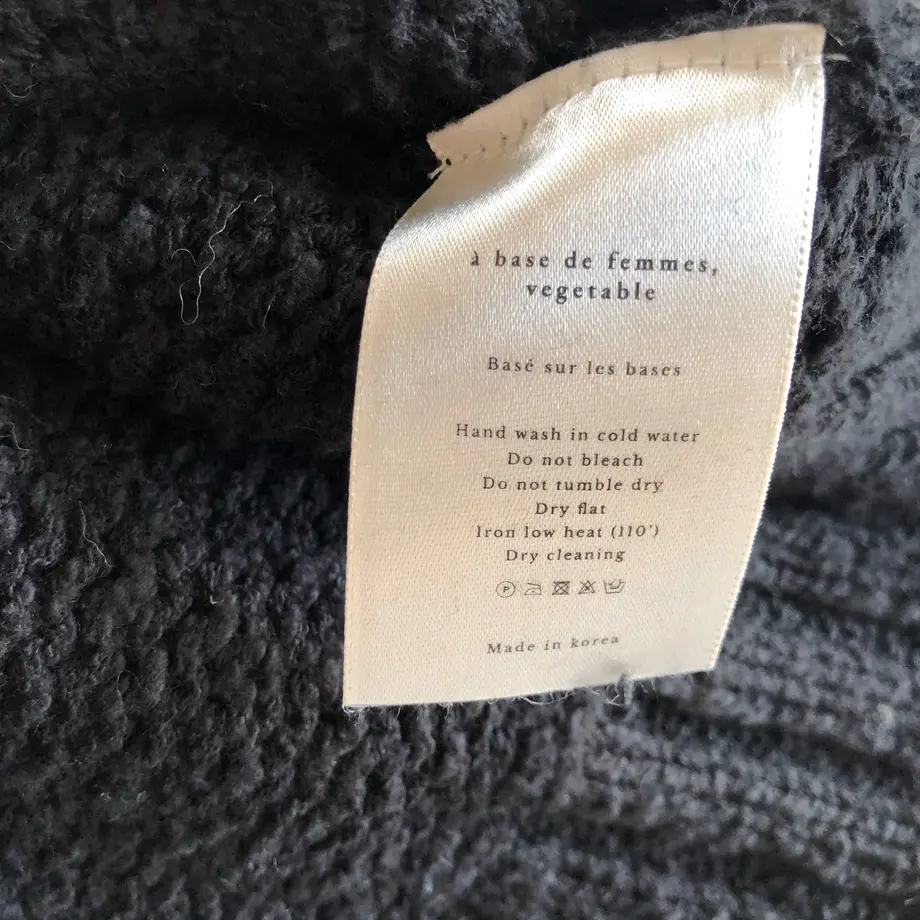 à base de femmes,
vegetable
Basé sur les bases
Hand wash in cold water
Do not bleach
Do not tumble dry
Dry flat
Iron low heat (110')
Dry cleaning
P
Made in korea